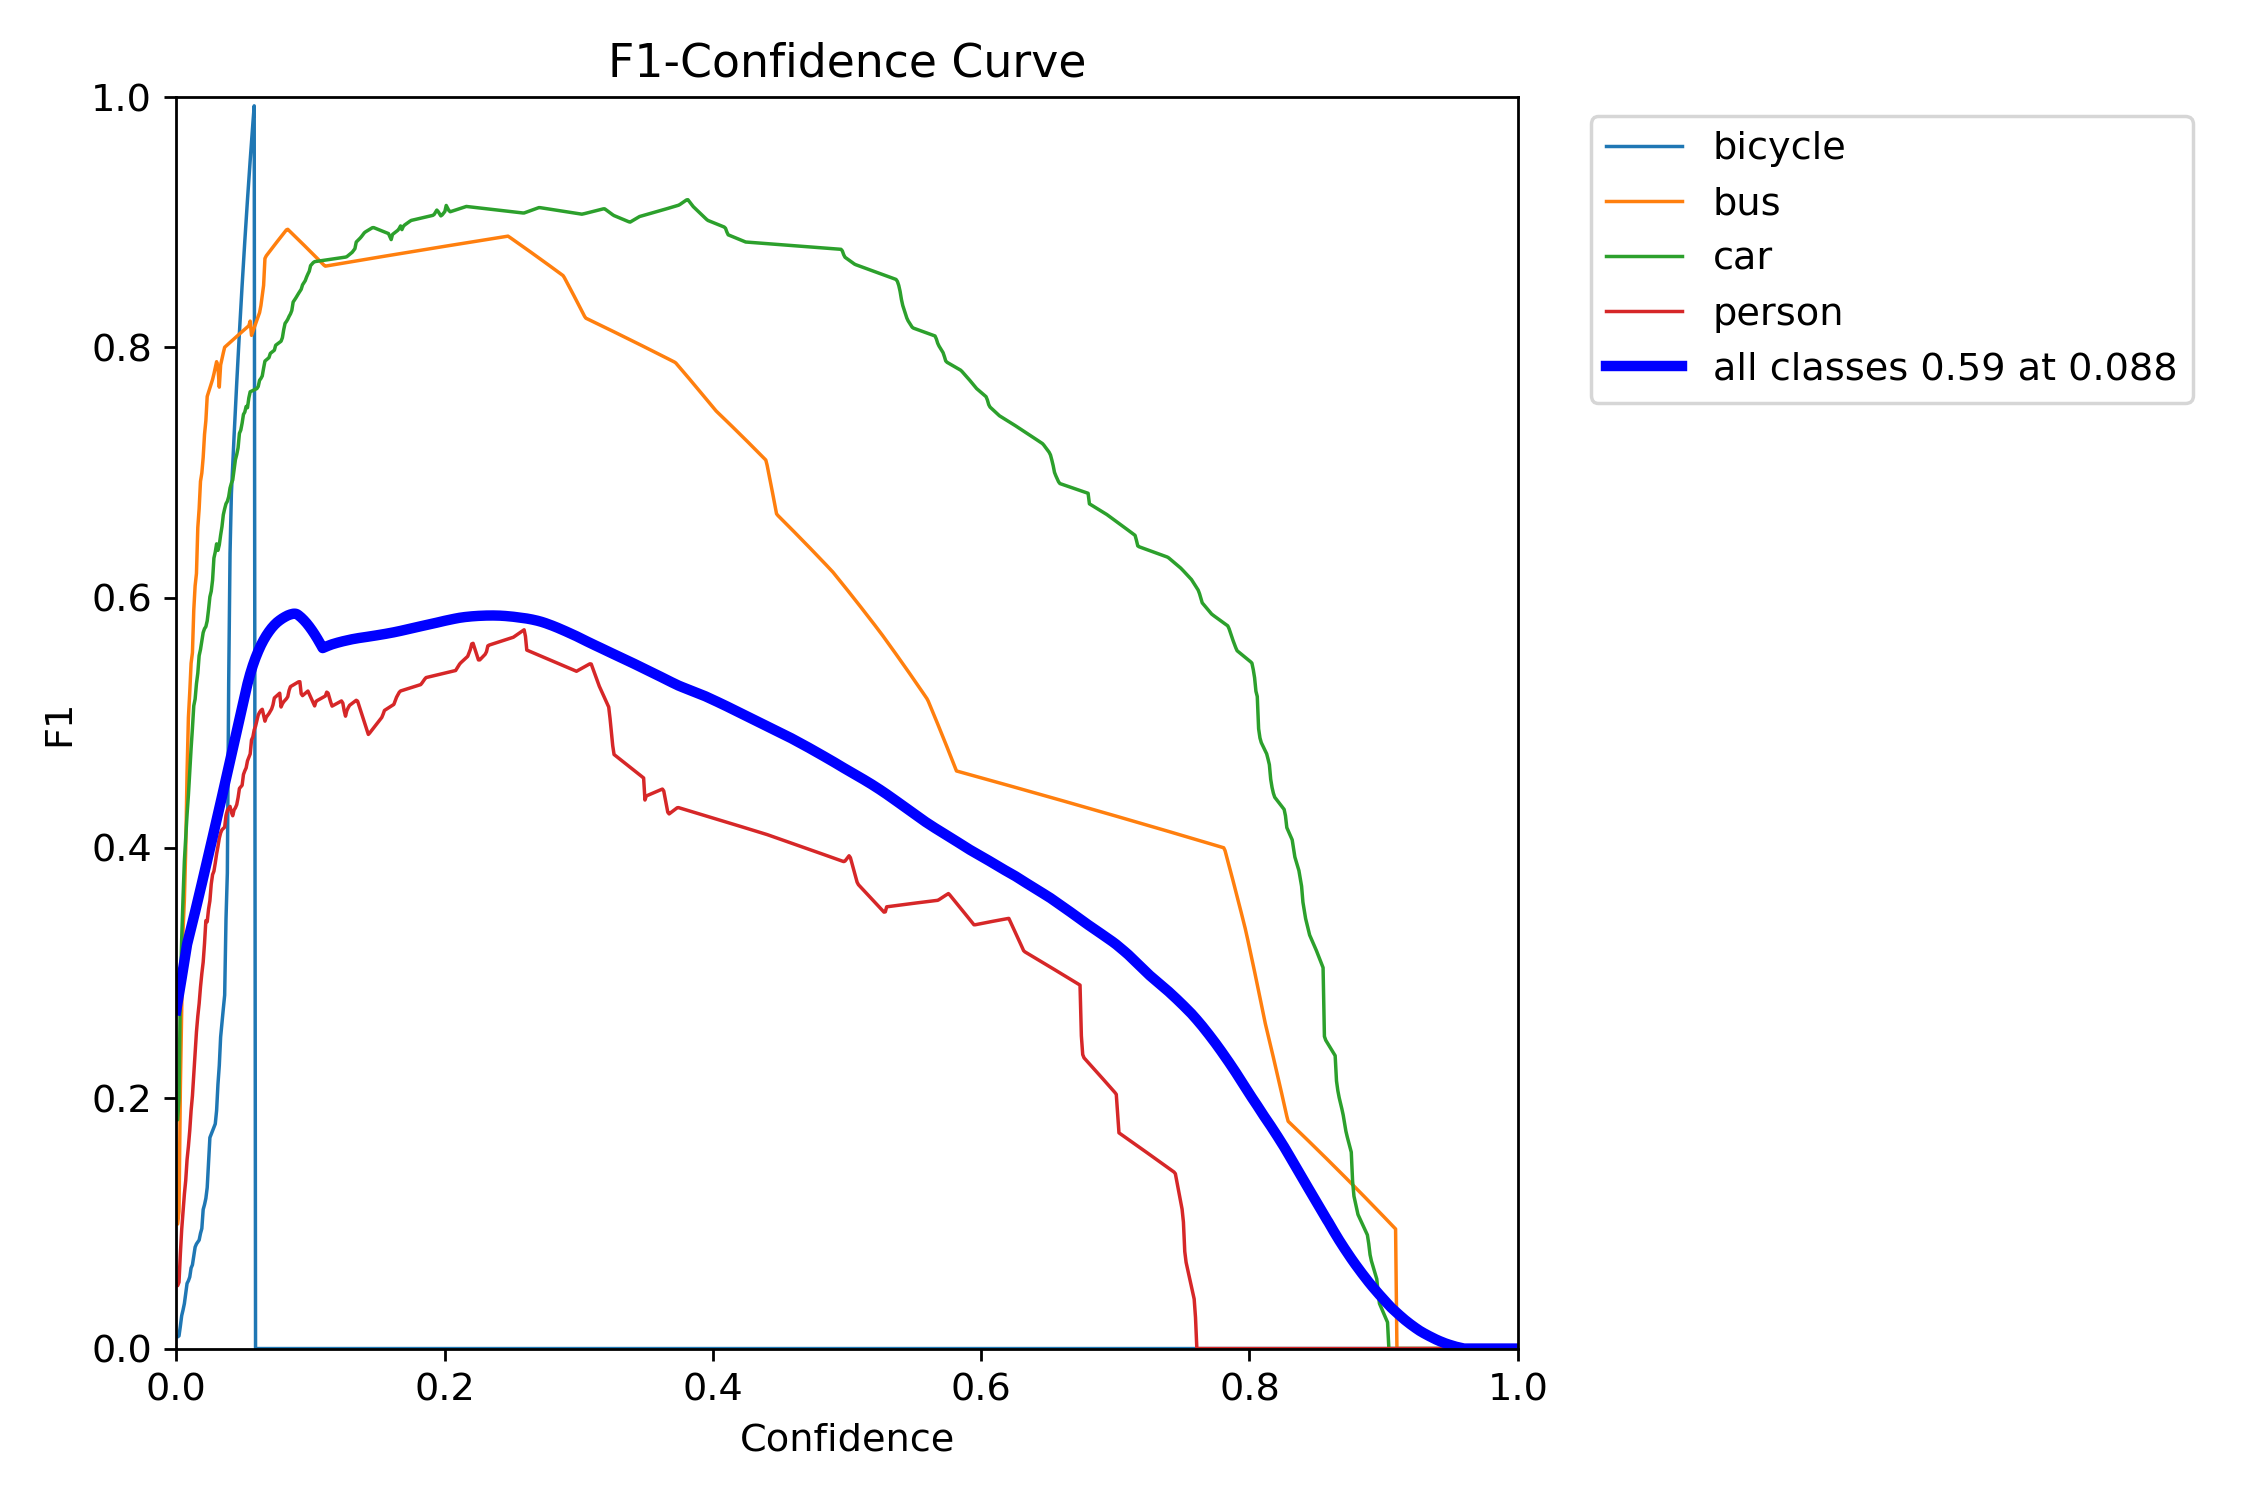 F1-Confidence Curve
1.0
0.8
0.6
0.4
0.2
0.0
F1
0.0 0.2 0.4 0.6 0.8 1.0
Confidence
bicycle
bus
car
person
all classes 0.59 at 0.088